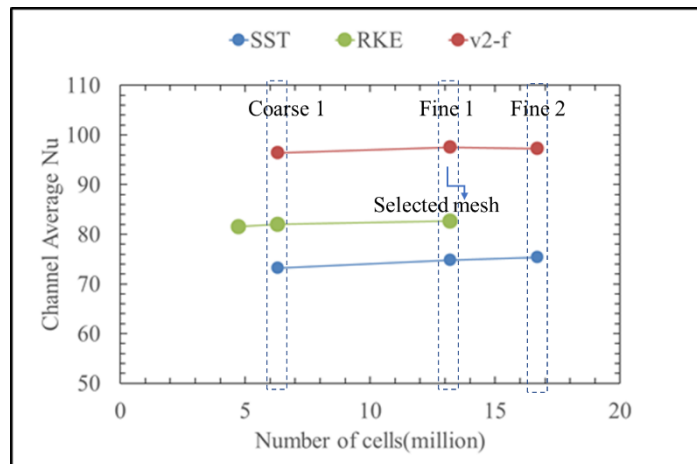 SST RKE v2-f
110
100
90
80
70
60
50
Channel Average Nu
Coarse 1 Fine 1 Fine 2
Selected mesh
0 5 10 15 20
Number of cells(million)